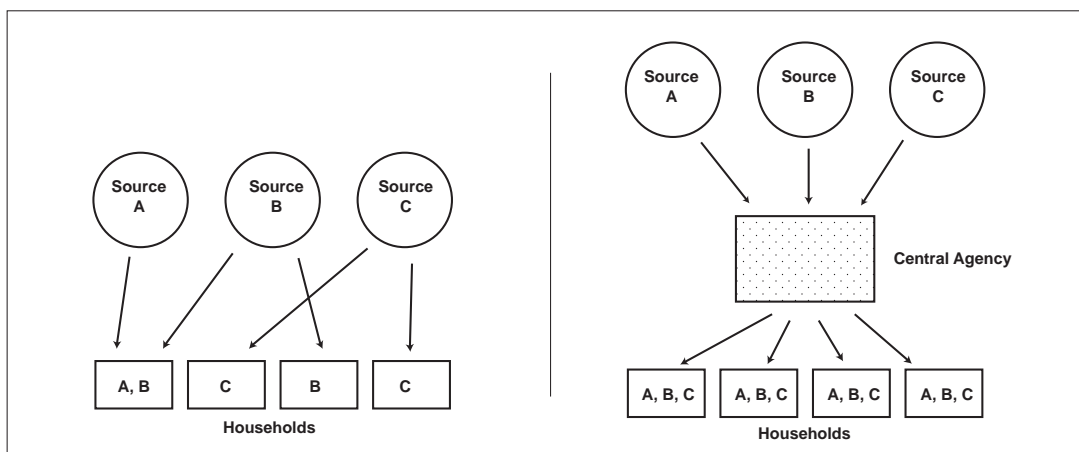 Source
A
Source
B
Source
C
A, B
C
B
C
Households
Source
A
Source
B
Source
C
Central Agency
A, B, C
A, B, C
A, B, C
A, B, C
Households